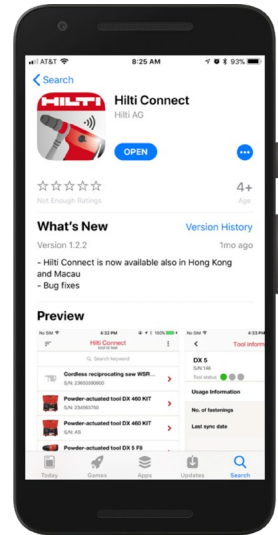 AT&T
8:25 AM
93%
Search
HILTI
Hilti Connect
Hilti AG
OPEN
Not Enough Ratings
4+
Age
What's New
Version History
Version 1.2.2
1mo ago
- Hilti Connect is now available also in Hong Kong
and Macau
- Bug fixes
Preview
No SIM
4:32 PM
100%
Hilti Connect
Search keyword
Cordless reciprocating saw WSR...
Powder-actuated tool DX 460 KIT
S/N: 234563750
Powder-actuated tool DX 460 KIT
S/N: AG
Powder-actuated tool DX 5 F8
No SIM
4:33 PM
Tool inform
DX 5
S/N 146
Tool status
Usage Information
No. of fastenings
Last sync date
Today
Games
Apps
Updates
Search